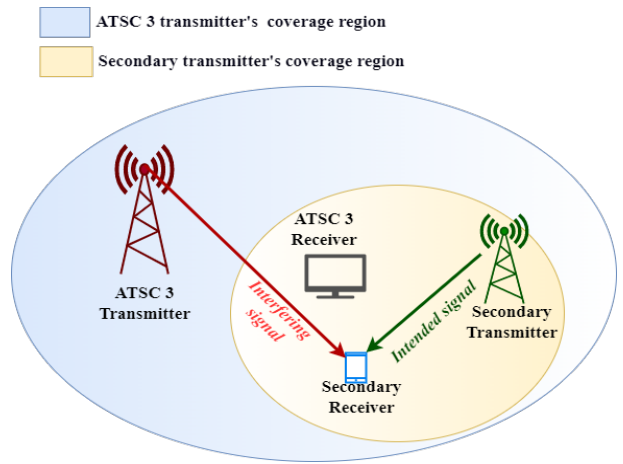 ATSC 3 transmitter's coverage region
Secondary transmitter's coverage region
ATSC 3
Receiver
ATSC 3
Transmitter
Interfering
signal
Intended signal
Secondary
Transmitter
Secondary
Receiver